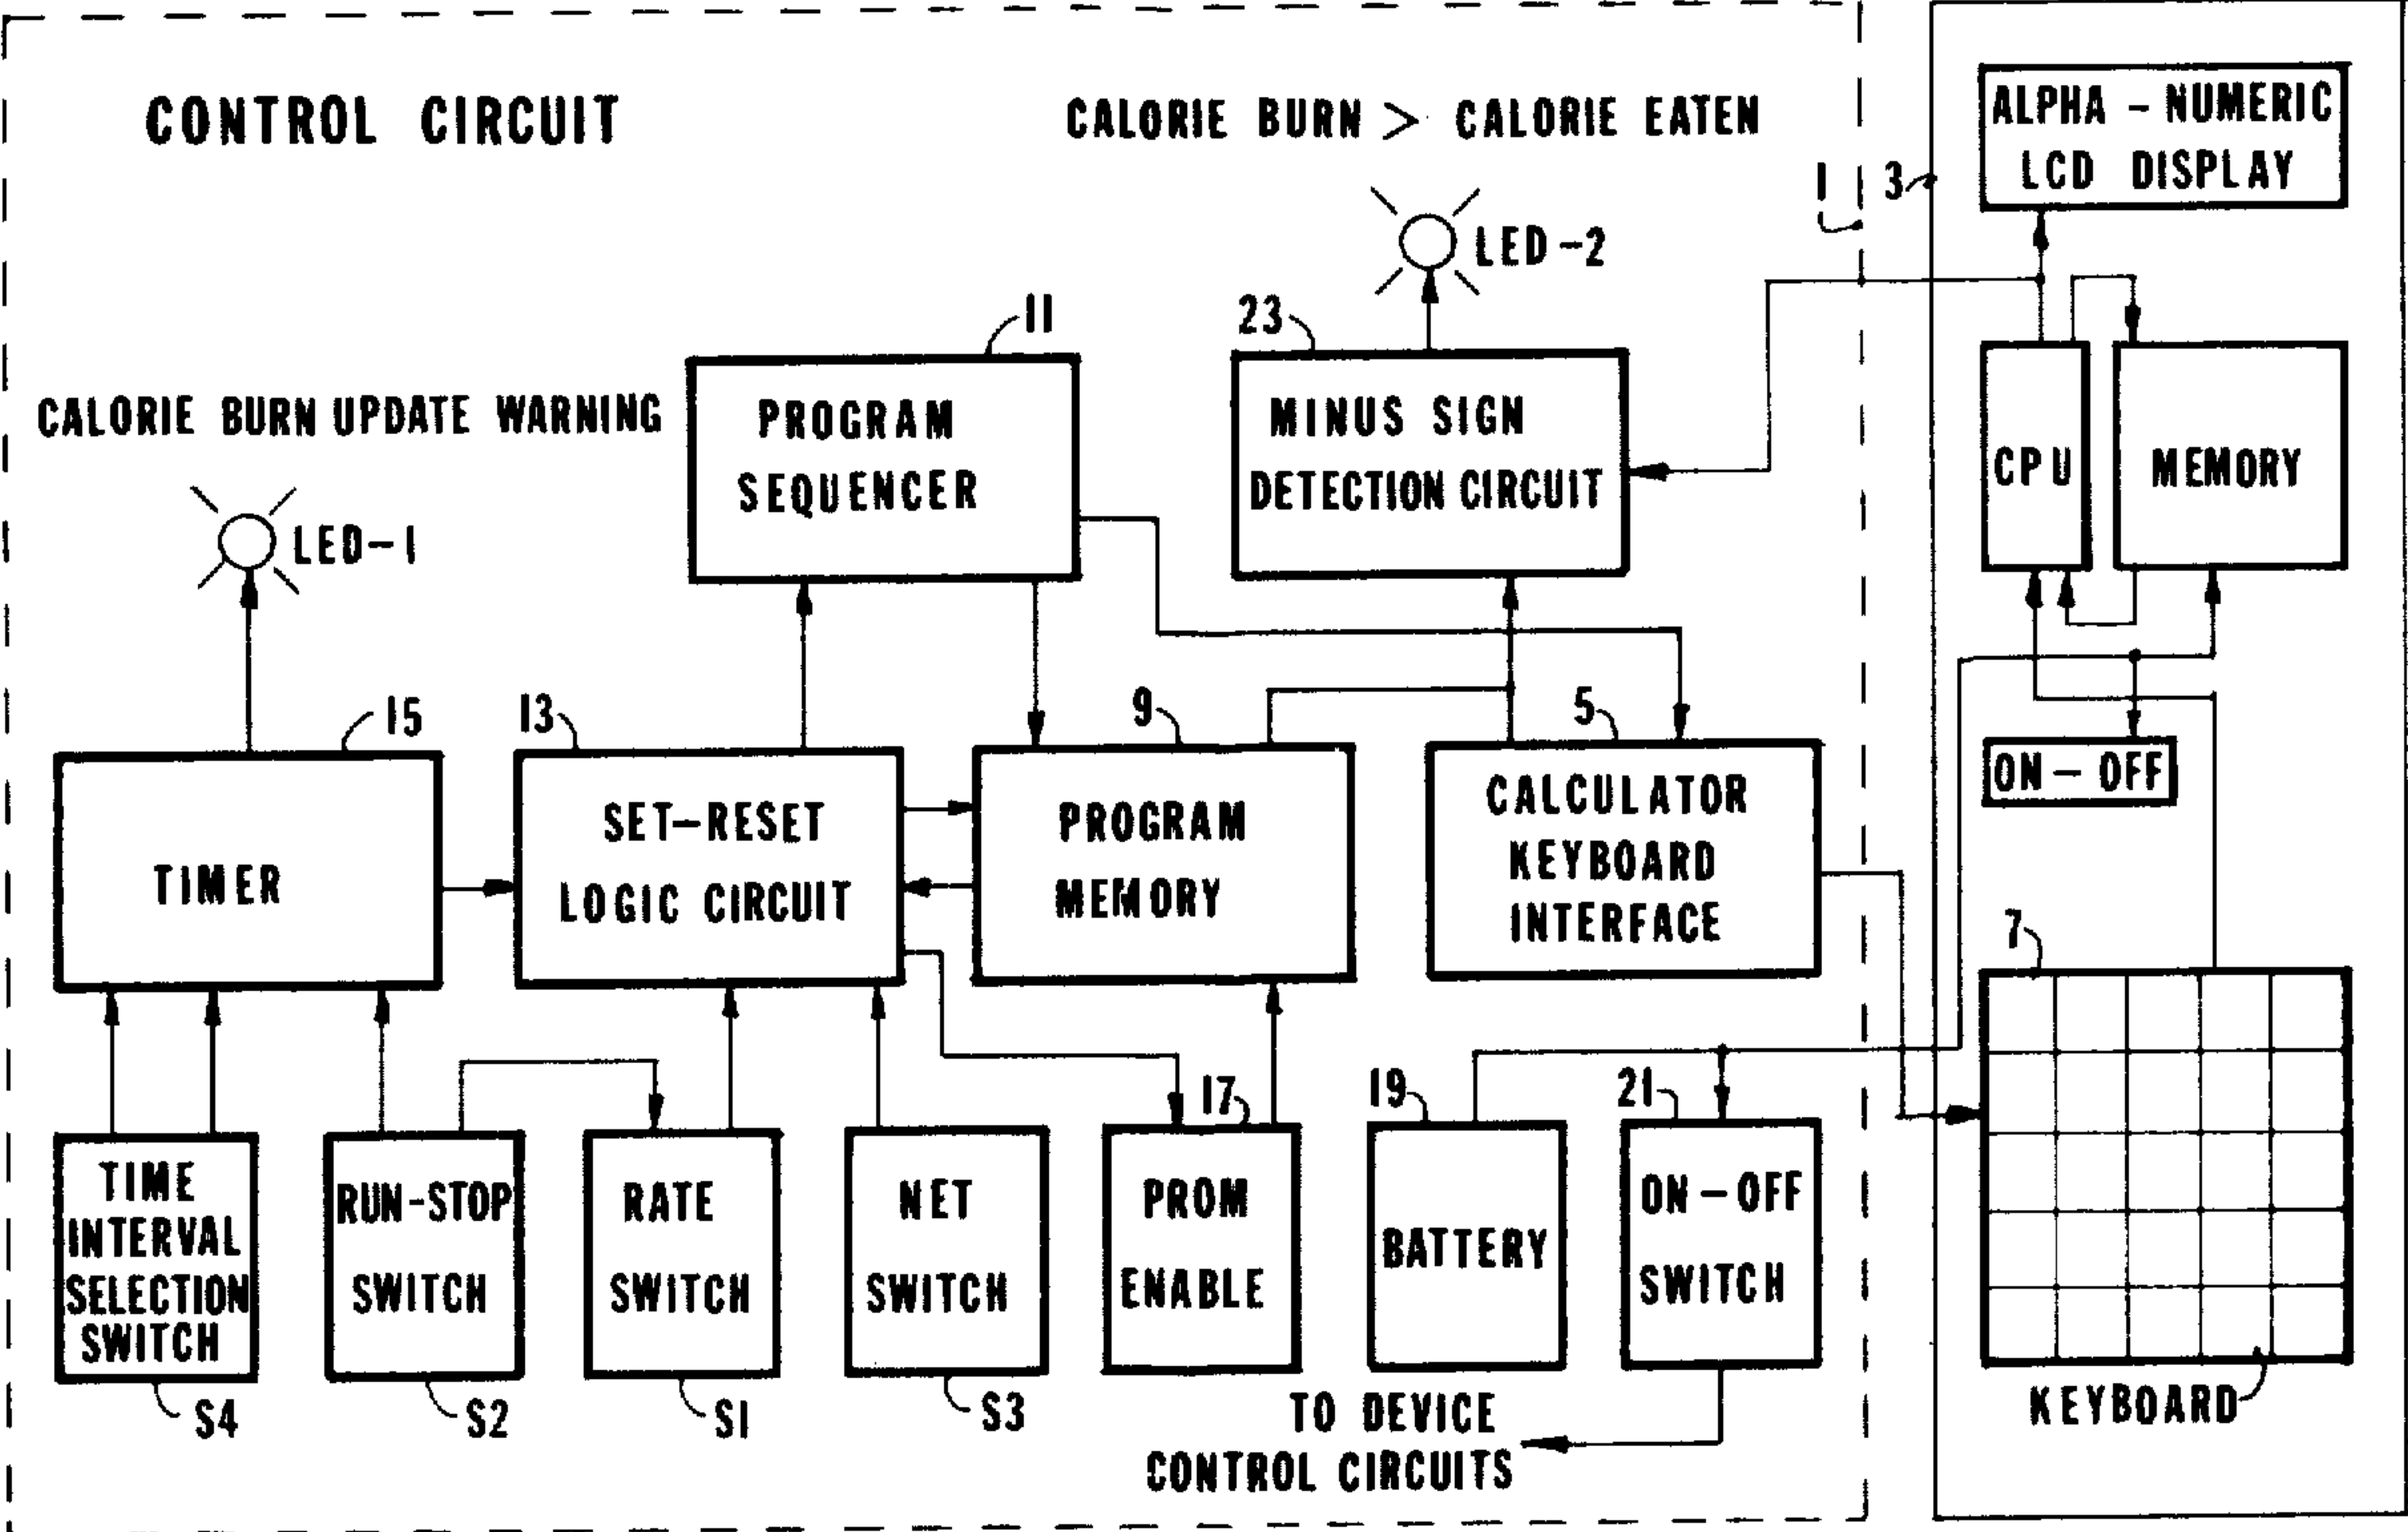 CONTROL CIRCUIT
CALORIE BURN > CALORIE EATEN
1
3
ALPHA - NUMERIC
LCD DISPLAY
LED-2
11
23
CALORIE BURN UPDATE WARNING
PROGRAM
SEQUENCER
MINUS SIGN
DETECTION CIRCUIT
CPU
MEMORY
LED-1
15
13
9
5
TIMER
SET-RESET
LOGIC CIRCUIT
PROGRAM
MEMORY
CALCULATOR
KEYBOARD
INTERFACE
ON - OFF
7
17
19
21
TIME
INTERVAL
SELECTION
SWITCH
RUN-STOP
SWITCH
RATE
SWITCH
NET
SWITCH
PROM
ENABLE
BATTERY
ON-OFF
SWITCH
S4
S2
S1
S3
TO DEVICE
CONTROL CIRCUITS
KEYBOARD